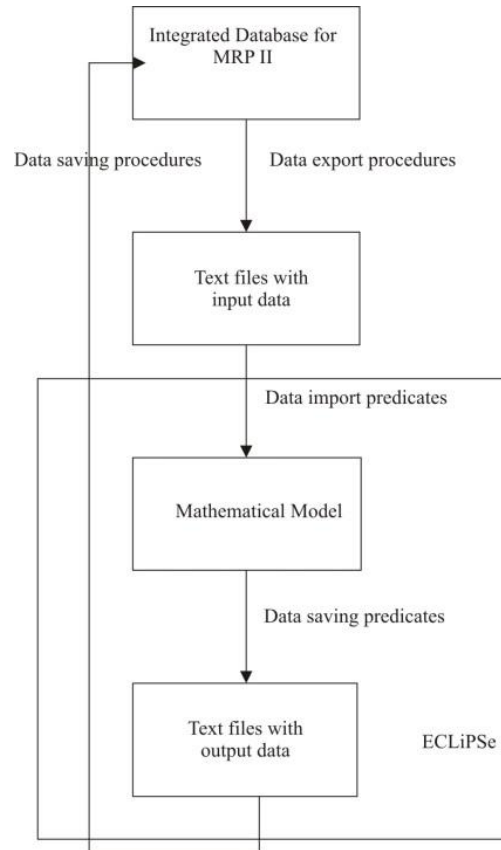 Integrated Database for
MRP II
Data saving procedures
Data export procedures
Text files with
input data
Data import predicates
Mathematical Model
Data saving predicates
Text files with
output data
ECLiPSe